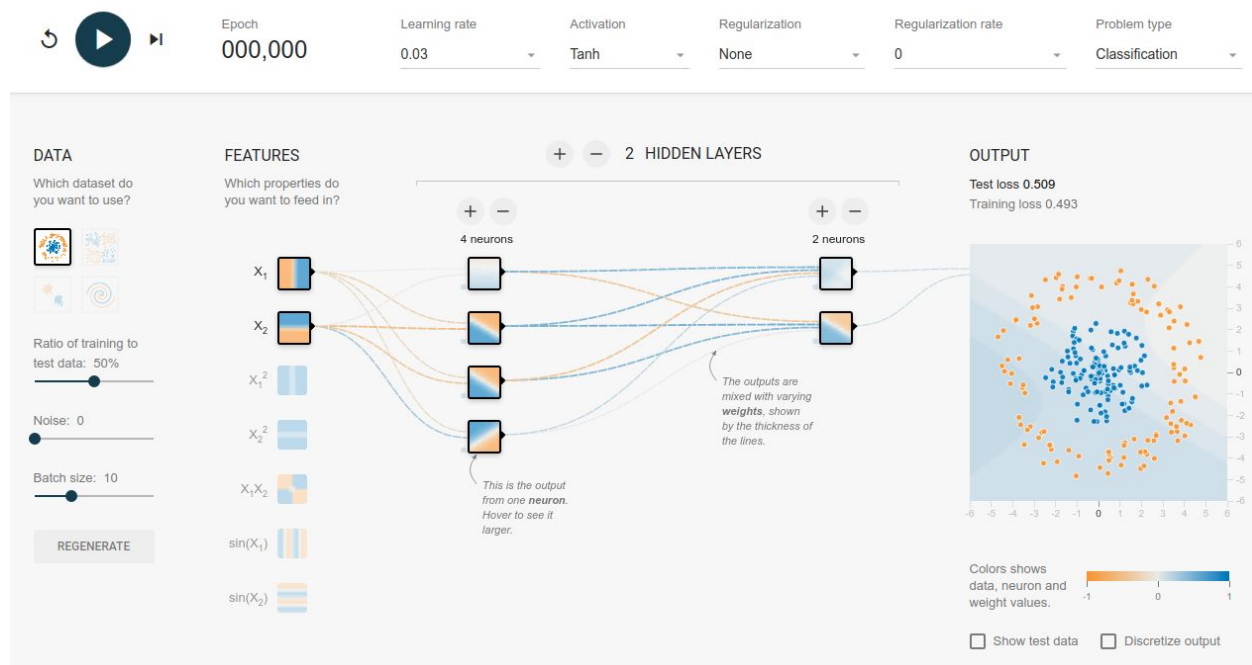 Epoch
000,000
Learning rate
0.03
Activation
Tanh
Regularization
None
Regularization rate
0
Problem type
Classification
DATA
Which dataset do
you want to use?
Ratio of training to
test data: 50%
Noise: 0
Batch size: 10
REGENERATE
FEATURES
Which properties do
you want to feed in?
X₁
X₂
X₁²
X₂²
X₁X₂
sin(X₁)
sin(X₂)
+ − 2 HIDDEN LAYERS
+ −
4 neurons
+ −
2 neurons
This is the output
from one neuron.
Hover to see it
larger.
The outputs are
mixed with varying
weights, shown
by the thickness of
the lines.
OUTPUT
Test loss 0.509
Training loss 0.493
6
5
4
3
2
1
0
-1
-2
-3
-4
-5
-6
-6 -5 -4 -3 -2 -1 0 1 2 3 4 5 6
Colors shows
data, neuron and
weight values.
-1 0 1
Show test data
Discretize output